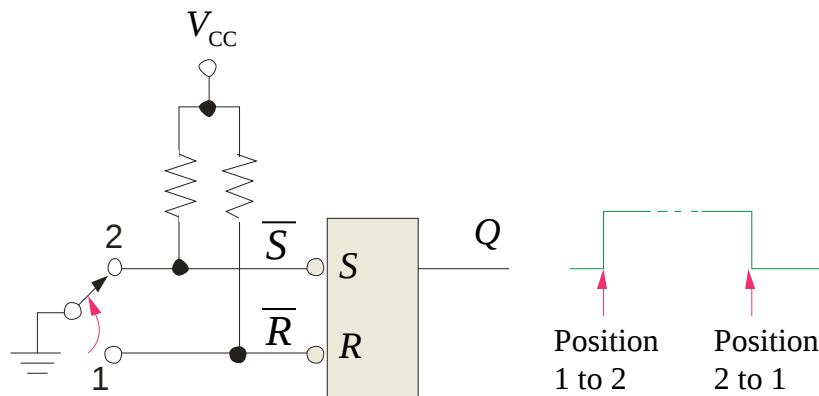 V_CC
2
S̅
S
Q
R̅
R
1
Position
1 to 2
Position
2 to 1